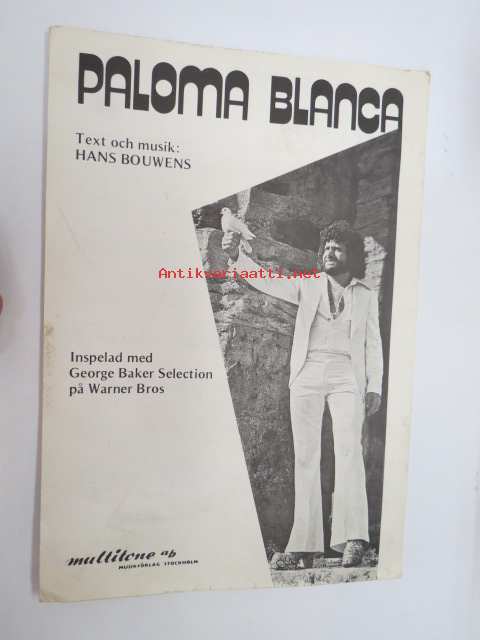 PALOMA BLANCA
Text och musik:
HANS BOUWENS
Antikvariaatti.net
Inspelad med
George Baker Selection
på Warner Bros
multitone ab
MUSIKFÖRLAG STOCKHOLM